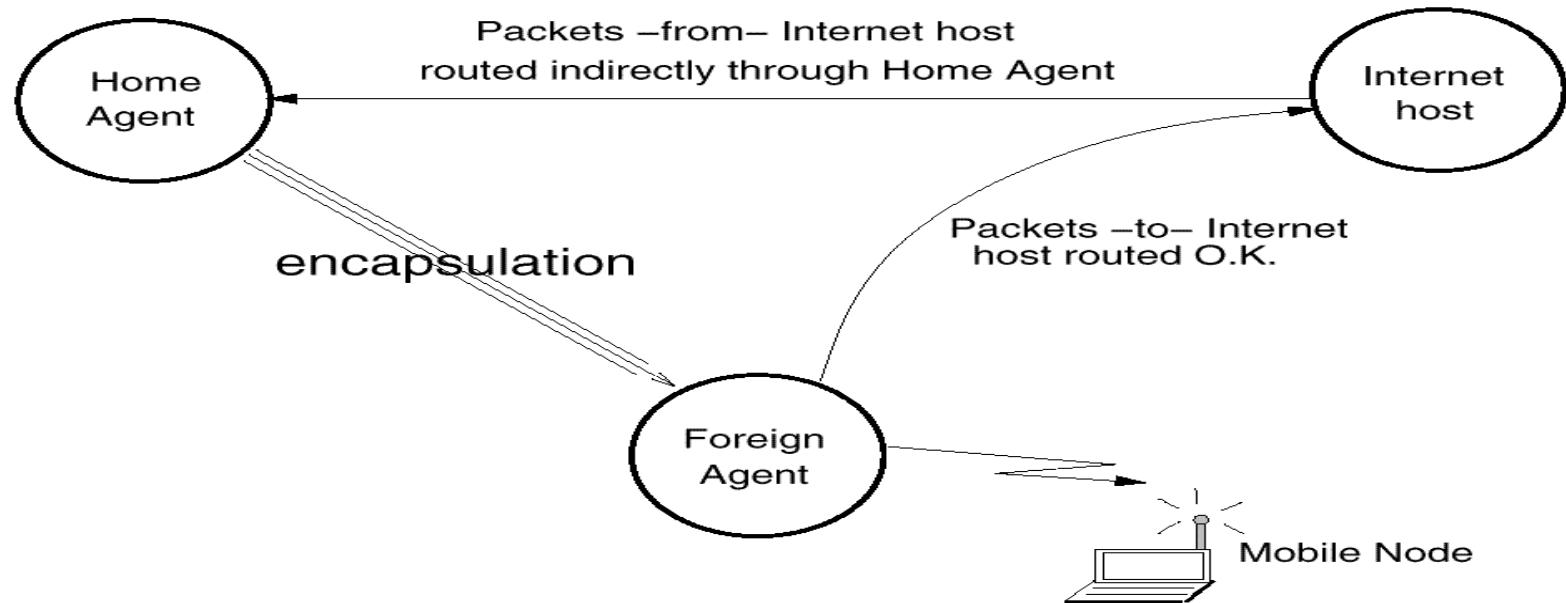 Packets –from– Internet host
routed indirectly through Home Agent
Home
Agent
Internet
host
Packets –to– Internet
host routed O.K.
encapsulation
Foreign
Agent
Mobile Node